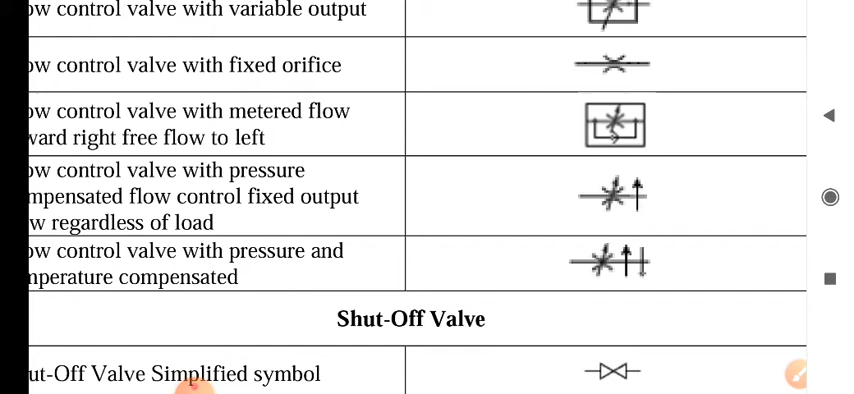 ow control valve with variable output
ow control valve with fixed orifice
ow control valve with metered flow
ward right free flow to left
ow control valve with pressure
mpensated flow control fixed output
w regardless of load
ow control valve with pressure and
mperature compensated
Shut-Off Valve
ut-Off Valve Simplified symbol